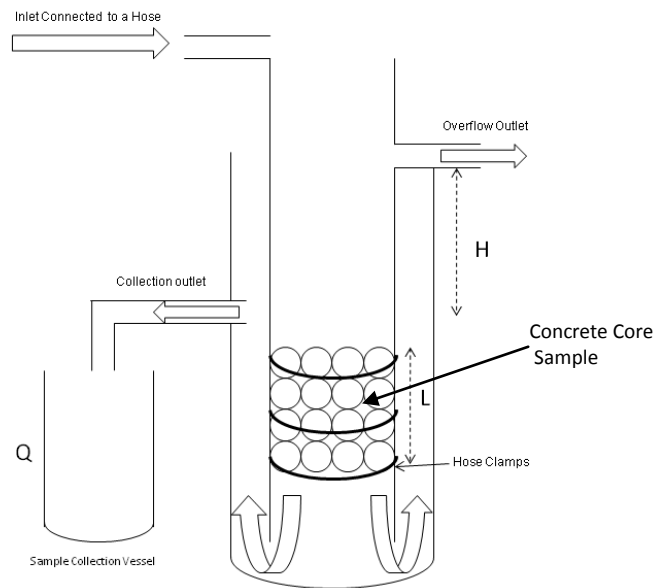 Inlet Connected to a Hose
Overflow Outlet
H
Collection outlet
Concrete Core
Sample
L
Q
Hose Clamps
Sample Collection Vessel